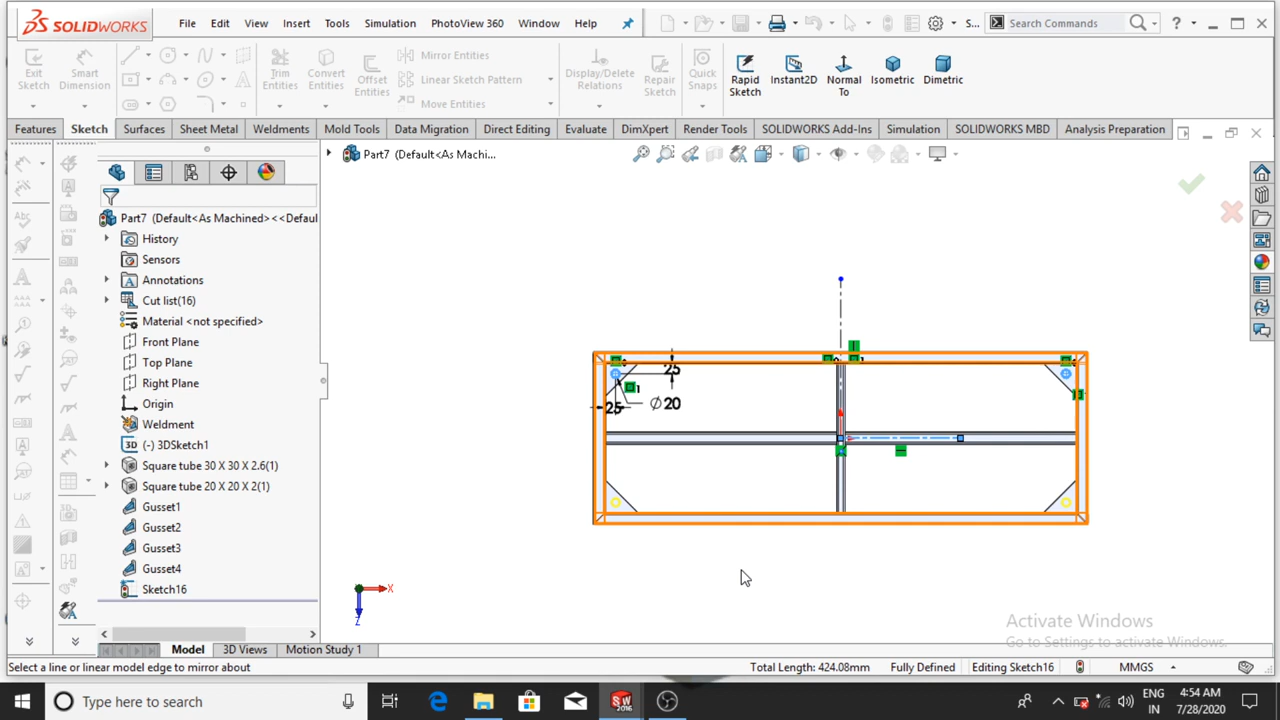 SOLIDWORKS File Edit View Insert Tools Simulation PhotoView 360 Window Help S... Search Commands
Exit Sketch
Smart Dimension
Trim Entities
Convert Entities
Offset Entities
Mirror Entities
Linear Sketch Pattern
Move Entities
Display/Delete Relations
Repair Sketch
Quick Snaps
Rapid Sketch
Instant2D
Normal To
Isometric
Dimetric
Features Sketch Surfaces Sheet Metal Weldments Mold Tools Data Migration Direct Editing Evaluate DimXpert Render Tools SOLIDWORKS Add-Ins Simulation SOLIDWORKS MBD Analysis Preparation
Part7 (Default<As Machi...
Part7 (Default<As Machined><<Default
History
Sensors
Annotations
Cut list(16)
Material <not specified>
Front Plane
Top Plane
Right Plane
Origin
Weldment
3D (-) 3DSketch1
Square tube 30 X 30 X 2.6(1)
Square tube 20 X 20 X 2(1)
Gusset1
Gusset2
Gusset3
Gusset4
Sketch16
25
25
Ø20
X
Z
Activate Windows
Go to Settings to activate Windows.
Model 3D Views Motion Study 1
Select a line or linear model edge to mirror about Total Length: 424.08mm Fully Defined Editing Sketch16 MMGS
Type here to search
ENG
IN
4:54 AM
7/28/2020